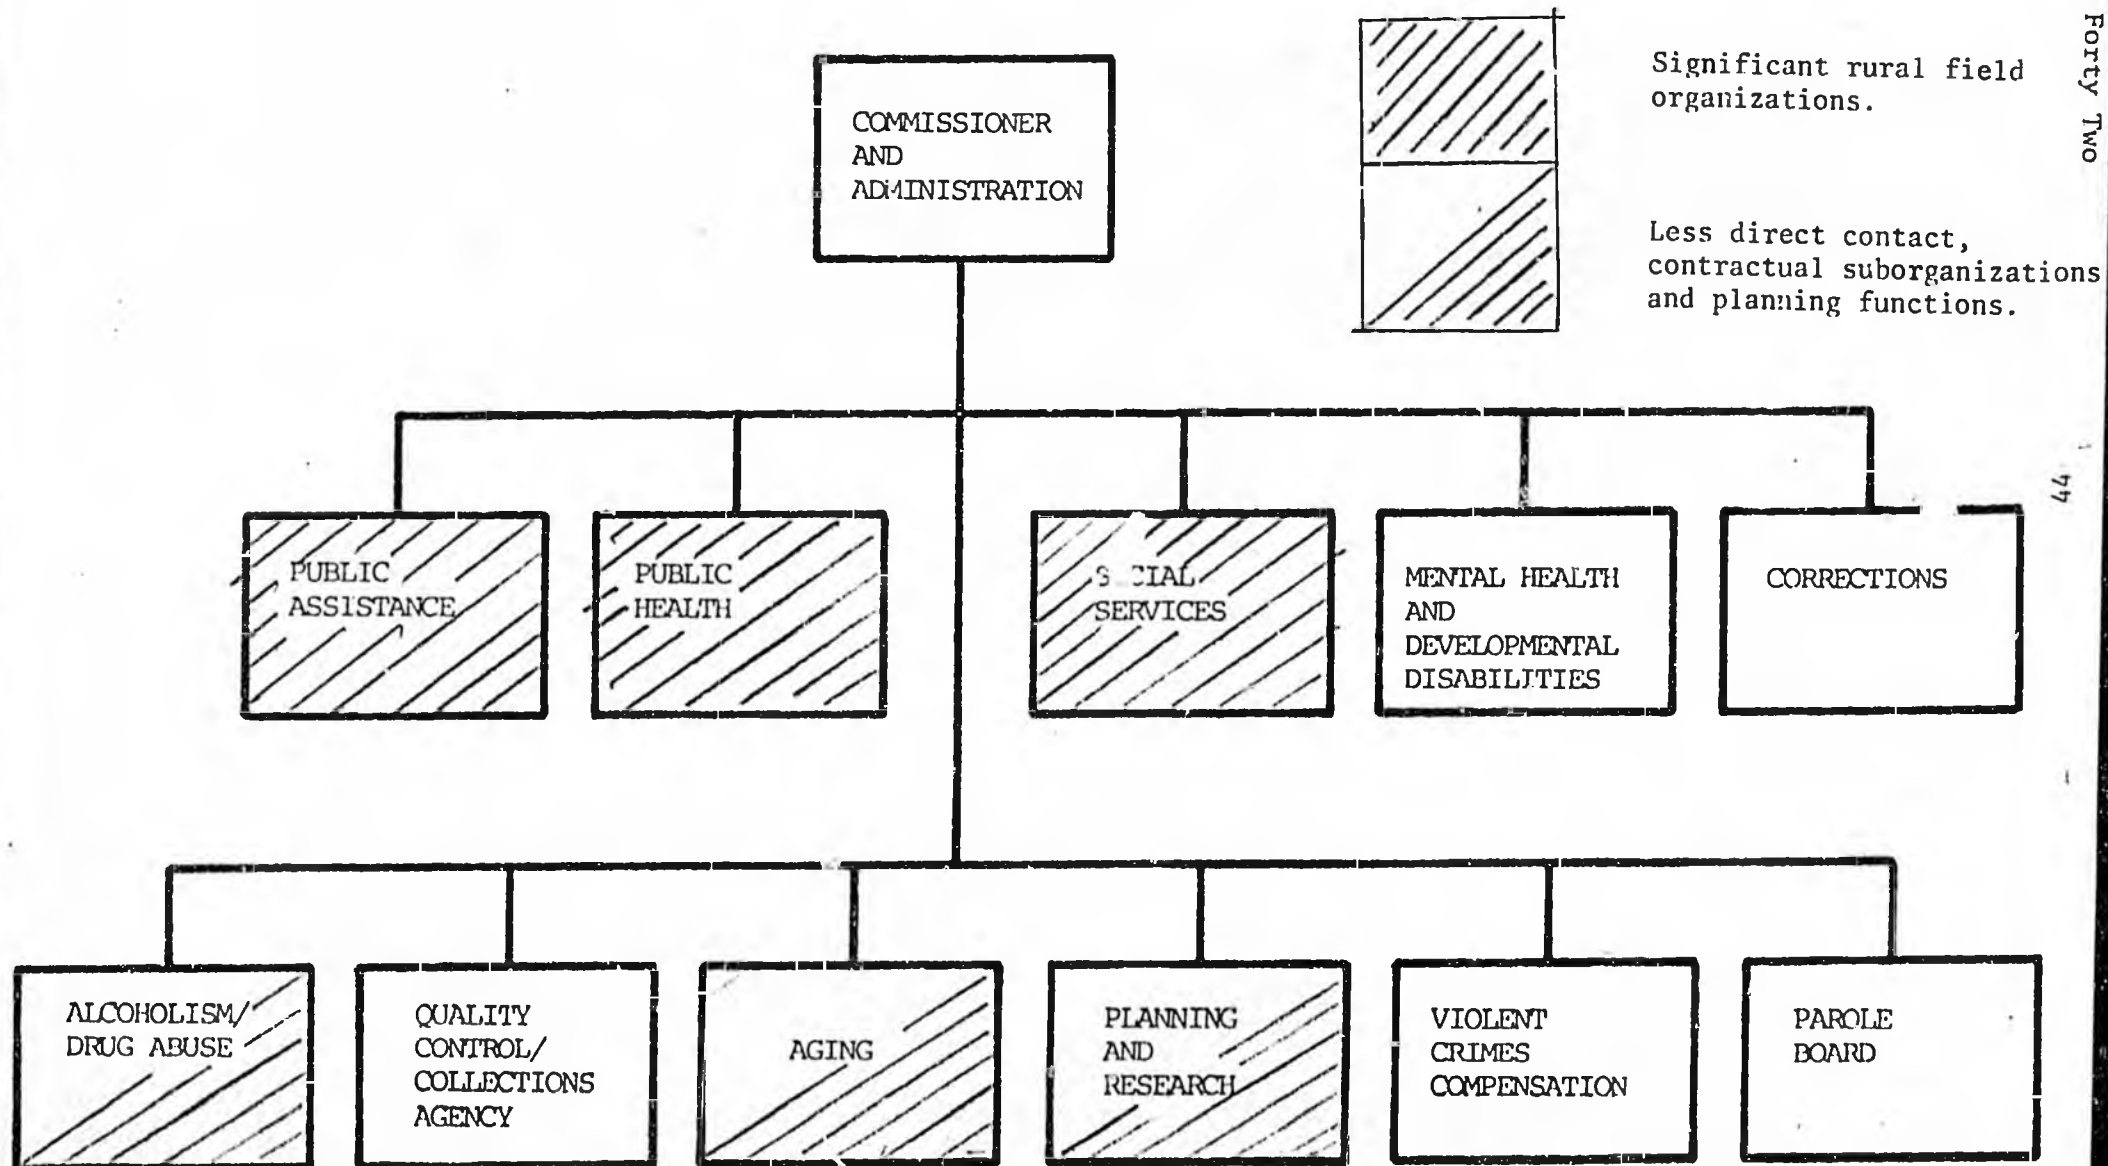 COMMISSIONER
AND
ADMINISTRATION
Significant rural field
organizations.
Less direct contact,
contractual suborganizations
and planning functions.
Forty Two
44
PUBLIC
ASSISTANCE
PUBLIC
HEALTH
S CIAL
SERVICES
MENTAL HEALTH
AND
DEVELOPMENTAL
DISABILITIES
CORRECTIONS
ALCOHOLISM/
DRUG ABUSE
QUALITY
CONTROL/
COLLECTIONS
AGENCY
AGING
PLANNING
AND
RESEARCH
VIOLENT
CRIMES
COMPENSATION
PAROLE
BOARD